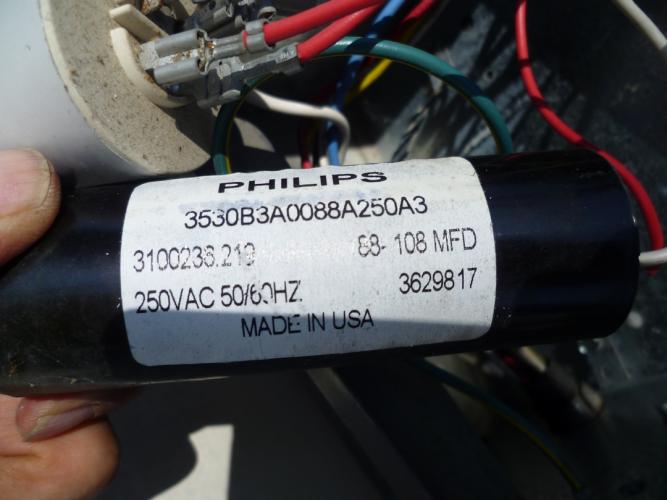 PHILIPS
3530B3A0088A250A3
3100236.219 88-108 MFD
250VAC 50/60HZ. 3629817
MADE IN USA